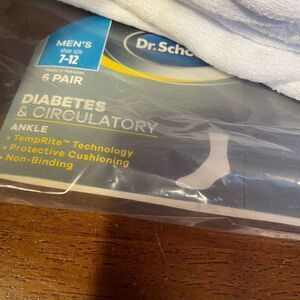 MEN'S
shoe size
7-12
Made in Pakistan
6 PAIR
Dr. Scho
DIABETES
& CIRCULATORY
ANKLE
• TempRite™ Technology
• Protective Cushioning
• Non-Binding